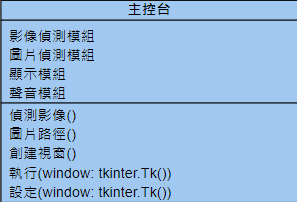 主控台
影像偵測模組
圖片偵測模組
顯示模組
聲音模組
偵測影像()
圖片路徑()
創建視窗()
執行(window: tkinter.Tk())
設定(window: tkinter.Tk())